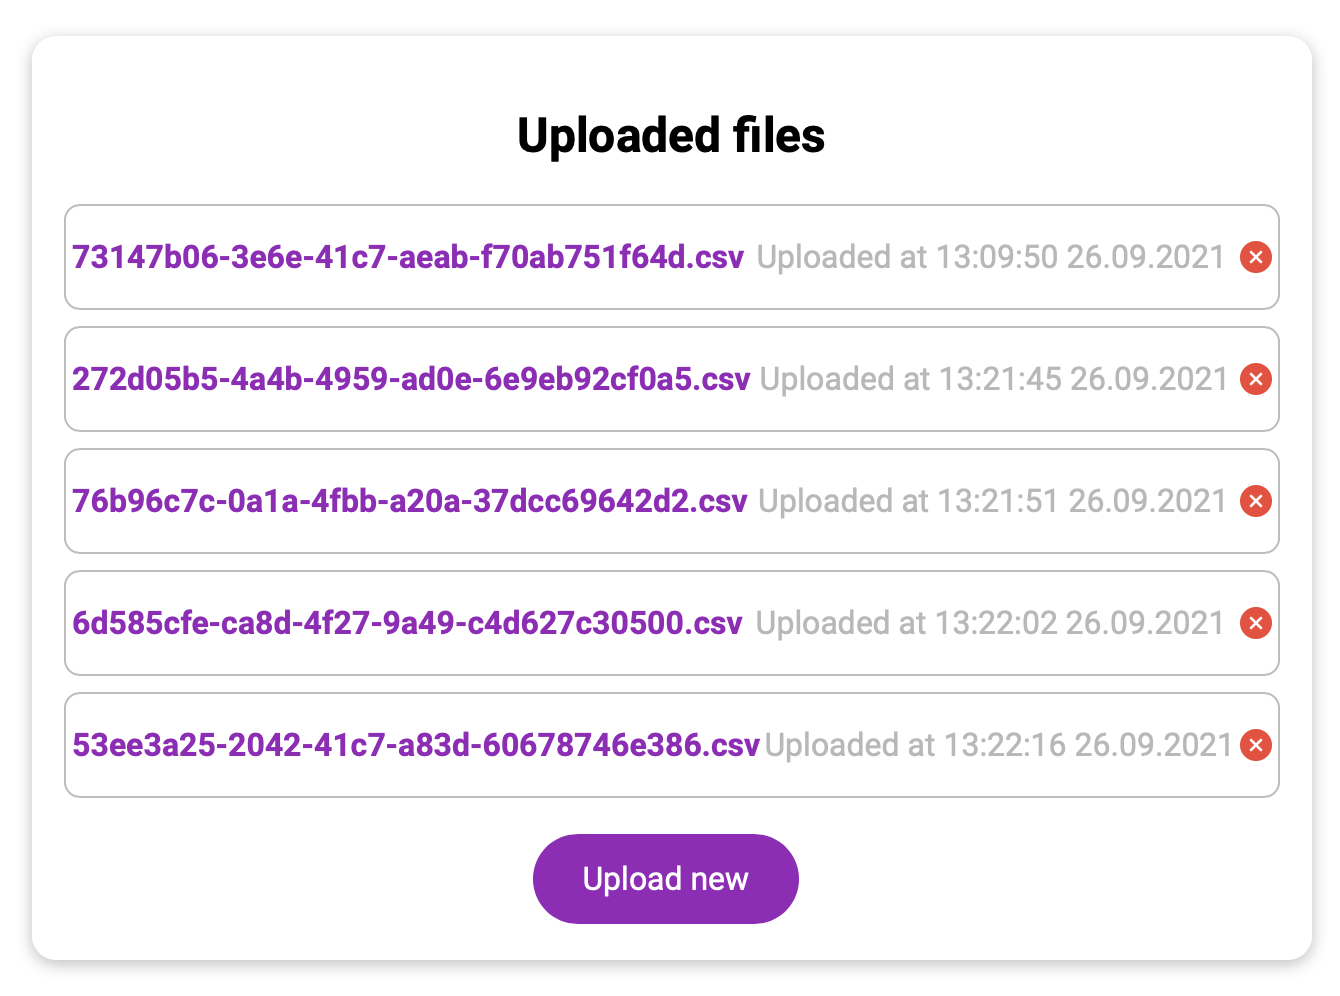 Uploaded files
73147b06-3e6e-41c7-aeab-f70ab751f64d.csv Uploaded at 13:09:50 26.09.2021
272d05b5-4a4b-4959-ad0e-6e9eb92cf0a5.csv Uploaded at 13:21:45 26.09.2021
76b96c7c-0a1a-4fbb-a20a-37dcc69642d2.csv Uploaded at 13:21:51 26.09.2021
6d585cfe-ca8d-4f27-9a49-c4d627c30500.csv Uploaded at 13:22:02 26.09.2021
53ee3a25-2042-41c7-a83d-60678746e386.csv Uploaded at 13:22:16 26.09.2021
Upload new